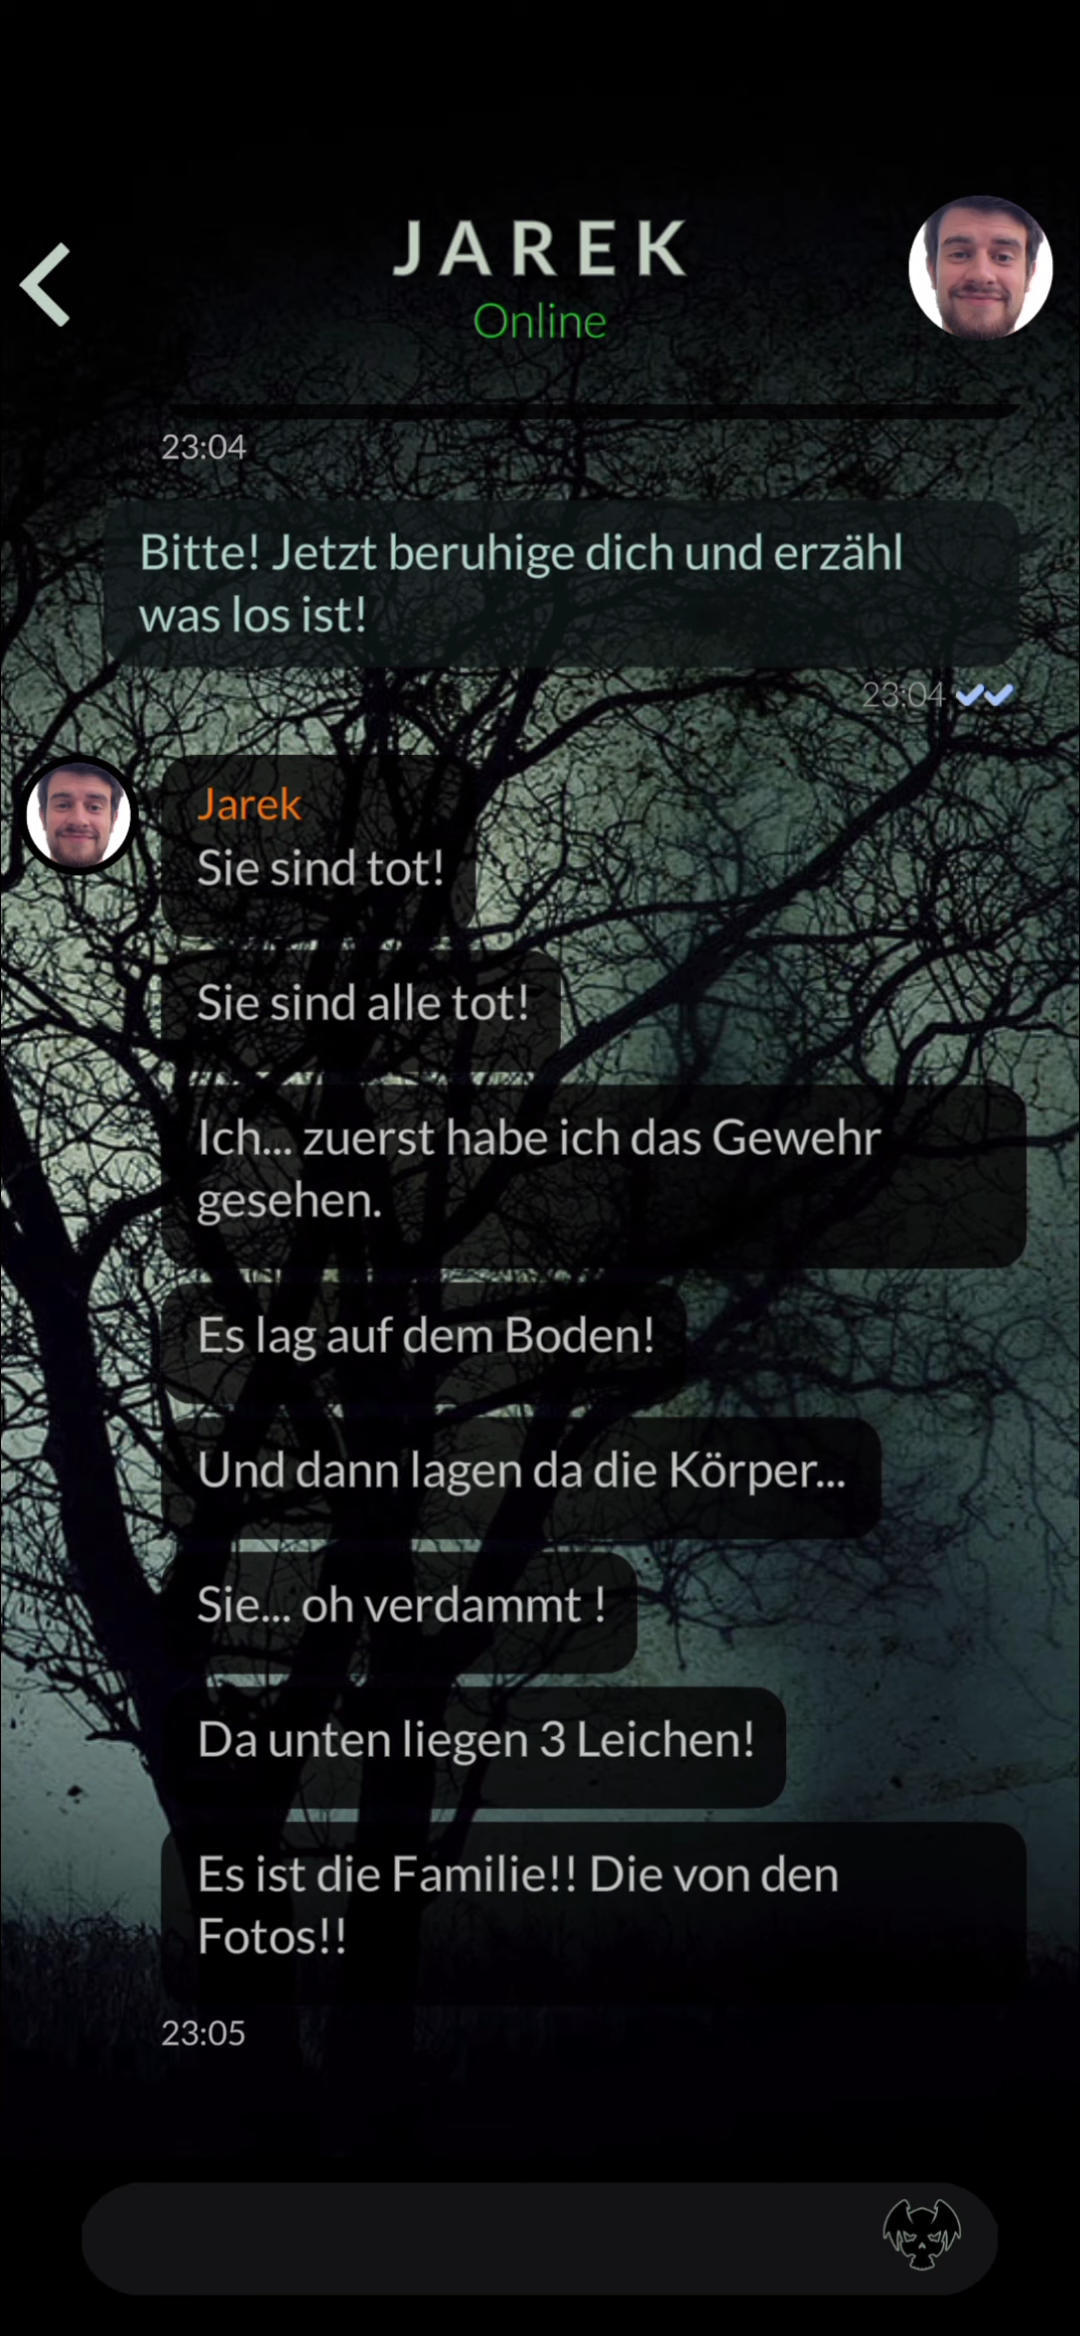 JAREK
Online
23:04
Bitte! Jetzt beruhige dich und erzähl
was los ist!
23:04
Jarek
Sie sind tot!
Sie sind alle tot!
Ich... zuerst habe ich das Gewehr
gesehen.
Es lag auf dem Boden!
Und dann lagen da die Körper...
Sie... oh verdammt !
Da unten liegen 3 Leichen!
Es ist die Familie!! Die von den
Fotos!!
23:05